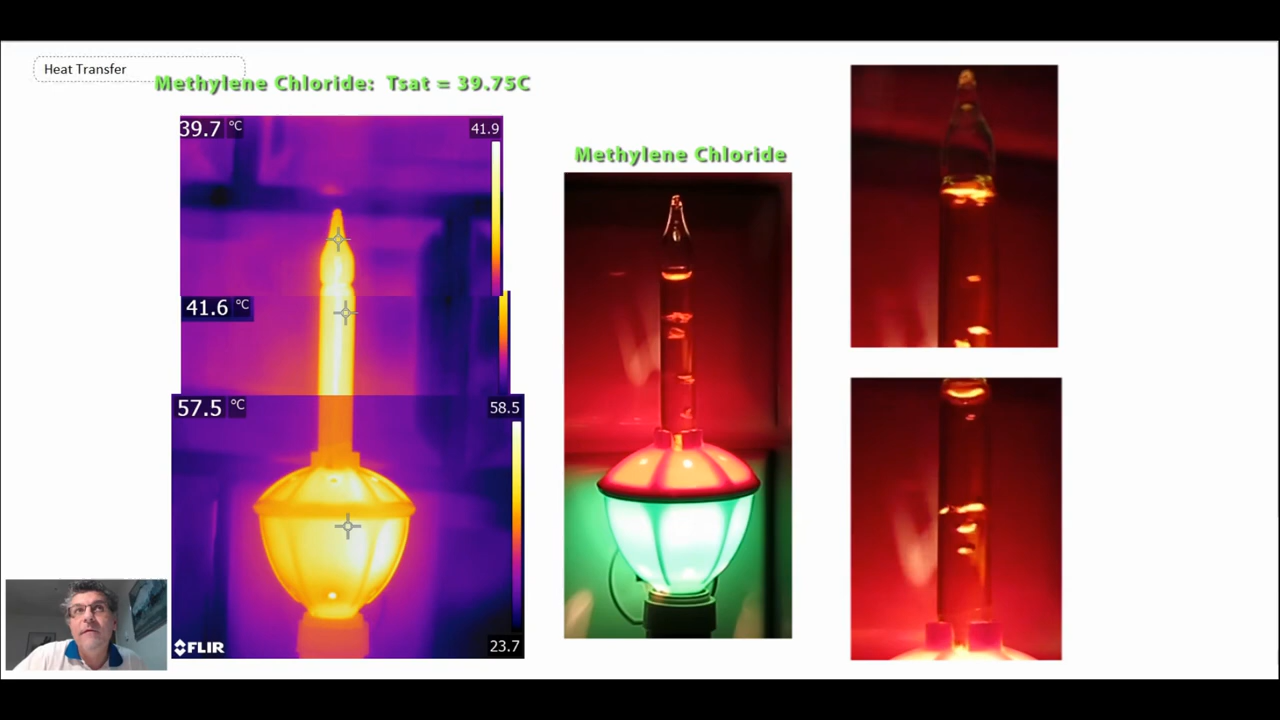 Heat Transfer
Methylene Chloride: Tsat = 39.75C
39.7 °C
41.9
41.6 °C
57.5 °C
58.5
FLIR
23.7
Methylene Chloride